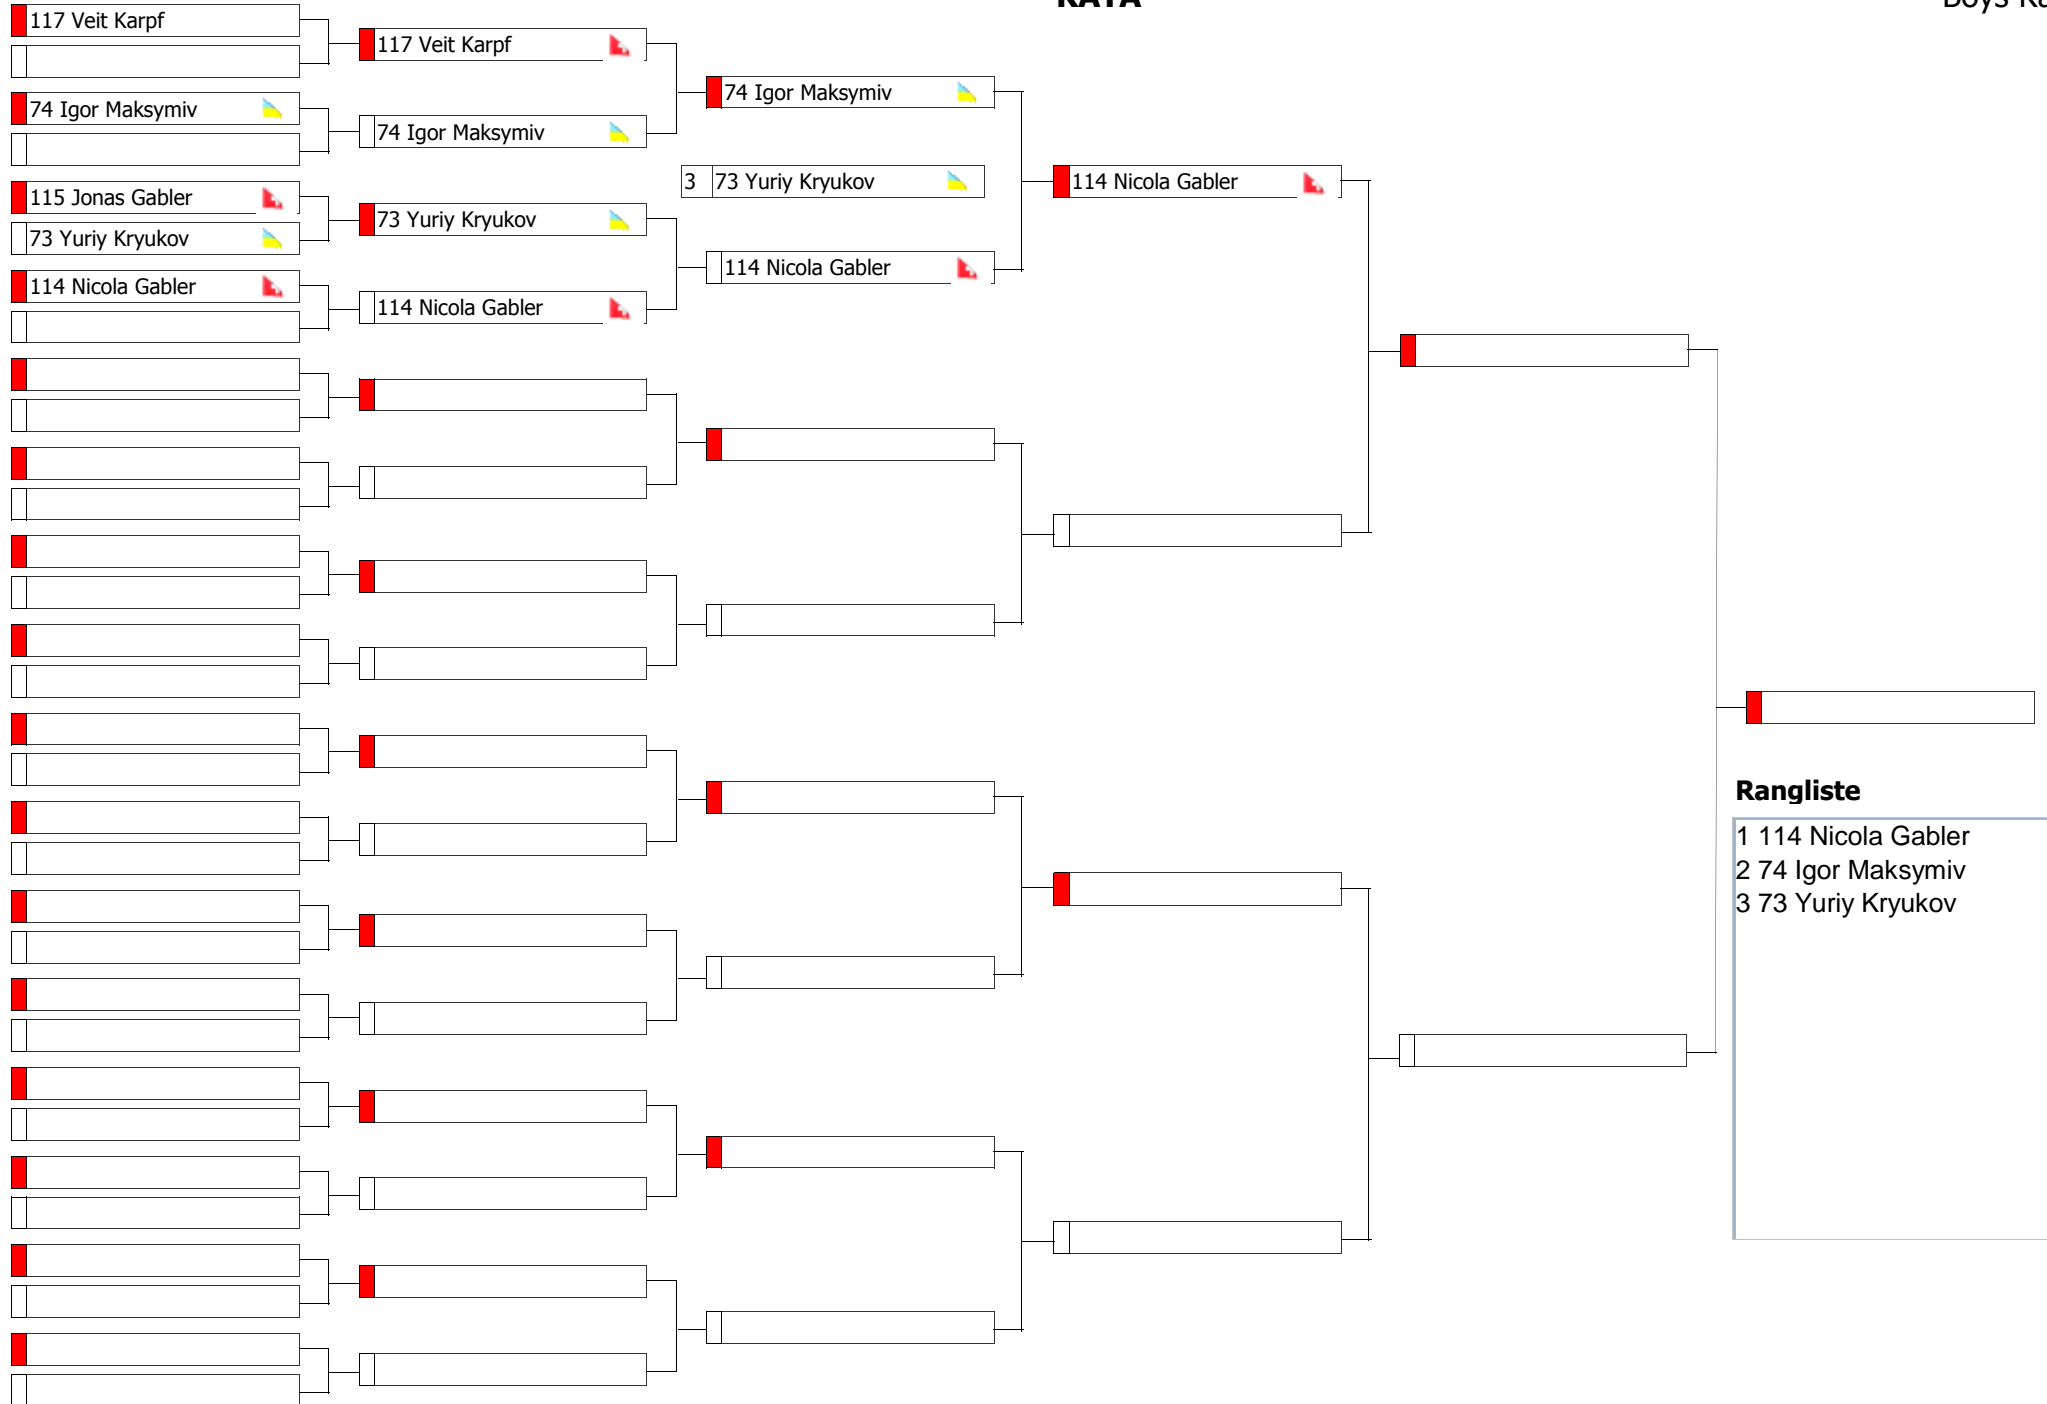 KATA
Boys Ka
117 Veit Karpf
74 Igor Maksymiv
115 Jonas Gabler
73 Yuriy Kryukov
114 Nicola Gabler
117 Veit Karpf
74 Igor Maksymiv
73 Yuriy Kryukov
114 Nicola Gabler
74 Igor Maksymiv
3 73 Yuriy Kryukov
114 Nicola Gabler
114 Nicola Gabler
Rangliste
1 114 Nicola Gabler
2 74 Igor Maksymiv
3 73 Yuriy Kryukov